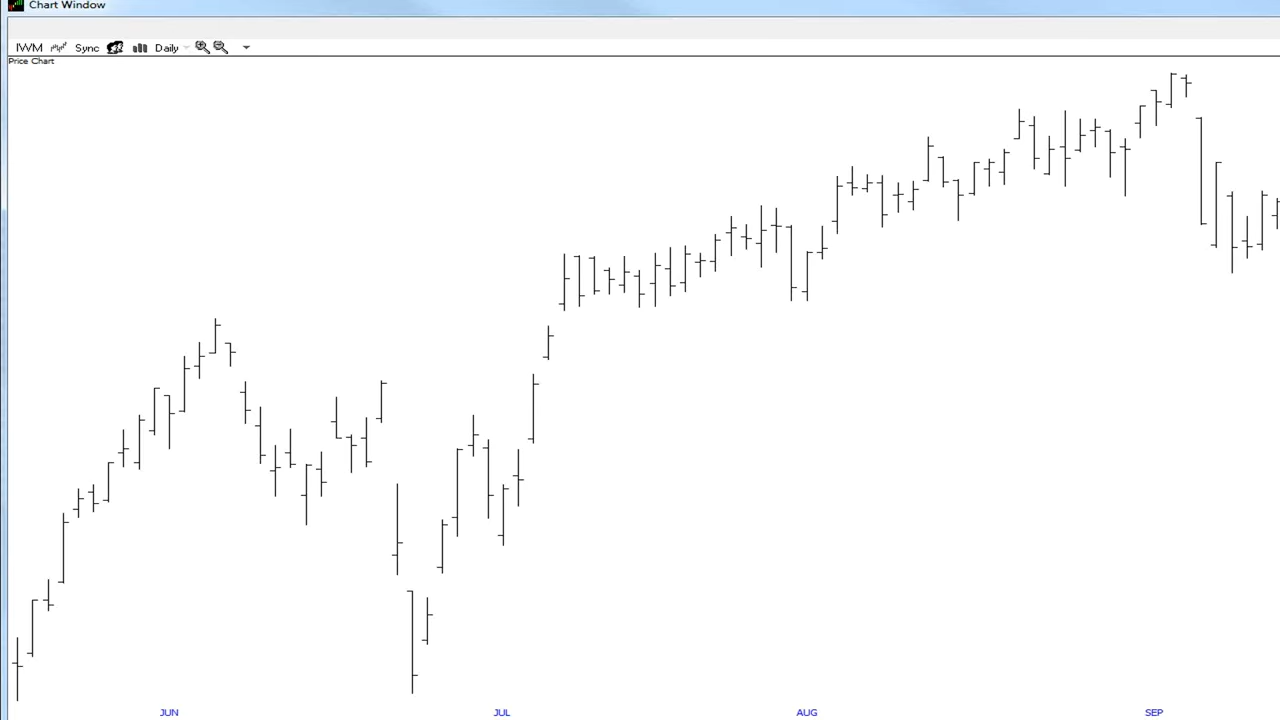 Chart Window
IWM Sync Daily
Price Chart
JUN JUL AUG SEP